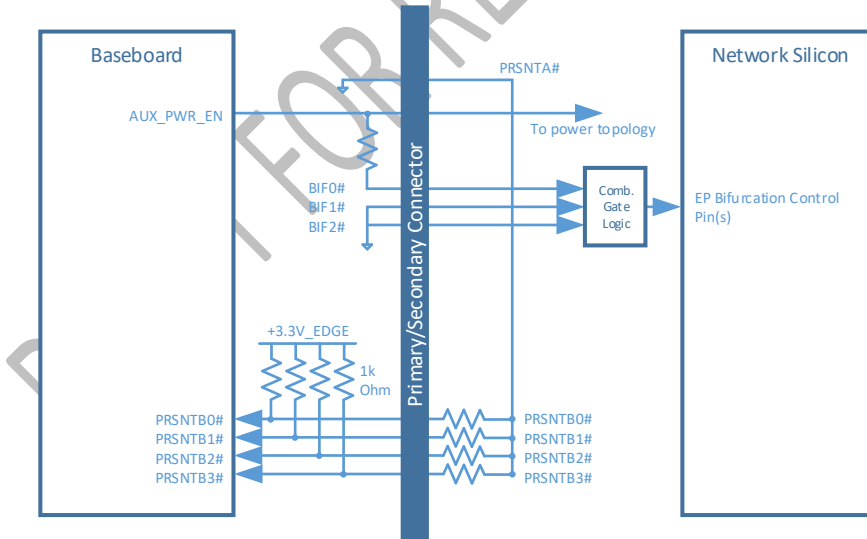 Baseboard
Network Silicon
PRSNTA#
AUX_PWR_EN
To power topology
BIF0#
BIF1#
BIF2#
Comb.
Gate
Logic
EP Bifurcation Control
Pin(s)
Primary/Secondary Connector
+3.3V_EDGE
1k
Ohm
PRSNTB0#
PRSNTB1#
PRSNTB2#
PRSNTB3#
PRSNTB0#
PRSNTB1#
PRSNTB2#
PRSNTB3#
FOR